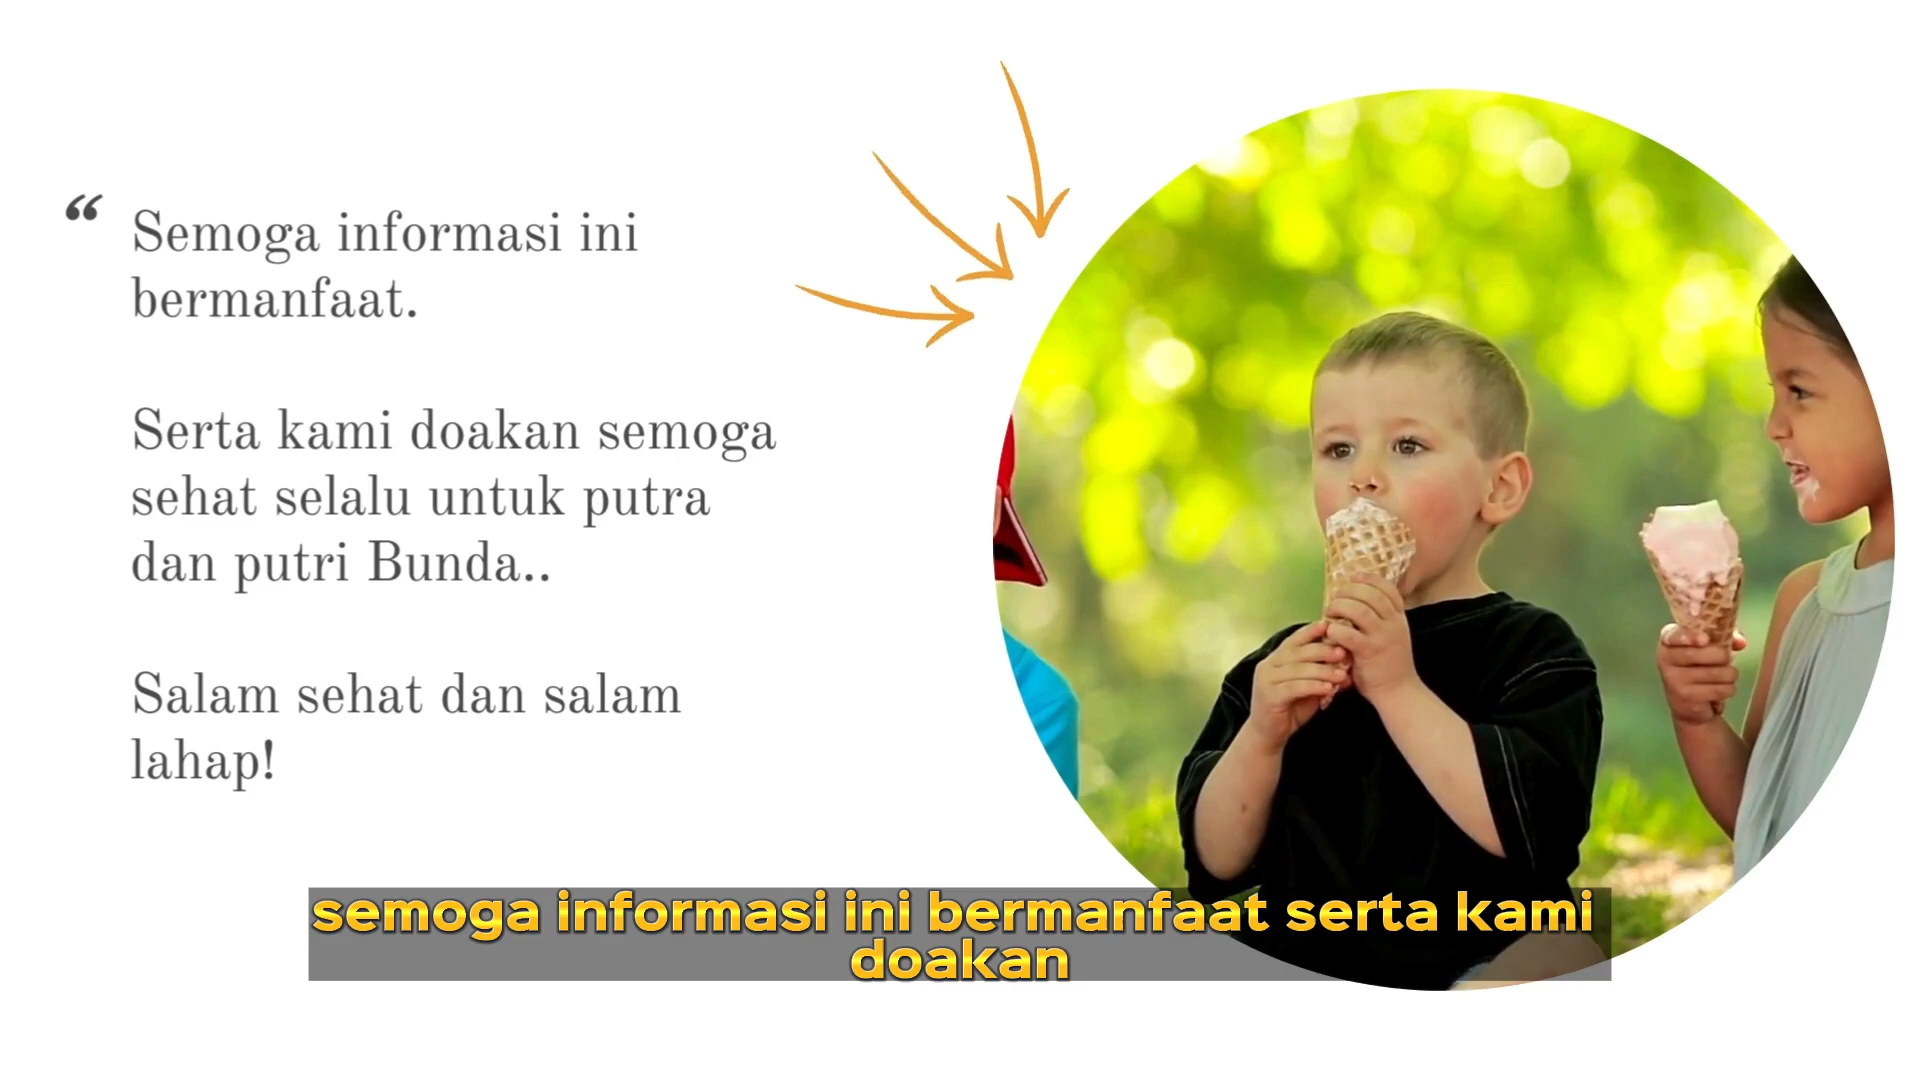 “ Semoga informasi ini
bermanfaat.
Serta kami doakan semoga
sehat selalu untuk putra
dan putri Bunda..
Salam sehat dan salam
lahap!
semoga informasi ini bermanfaat serta kami
doakan